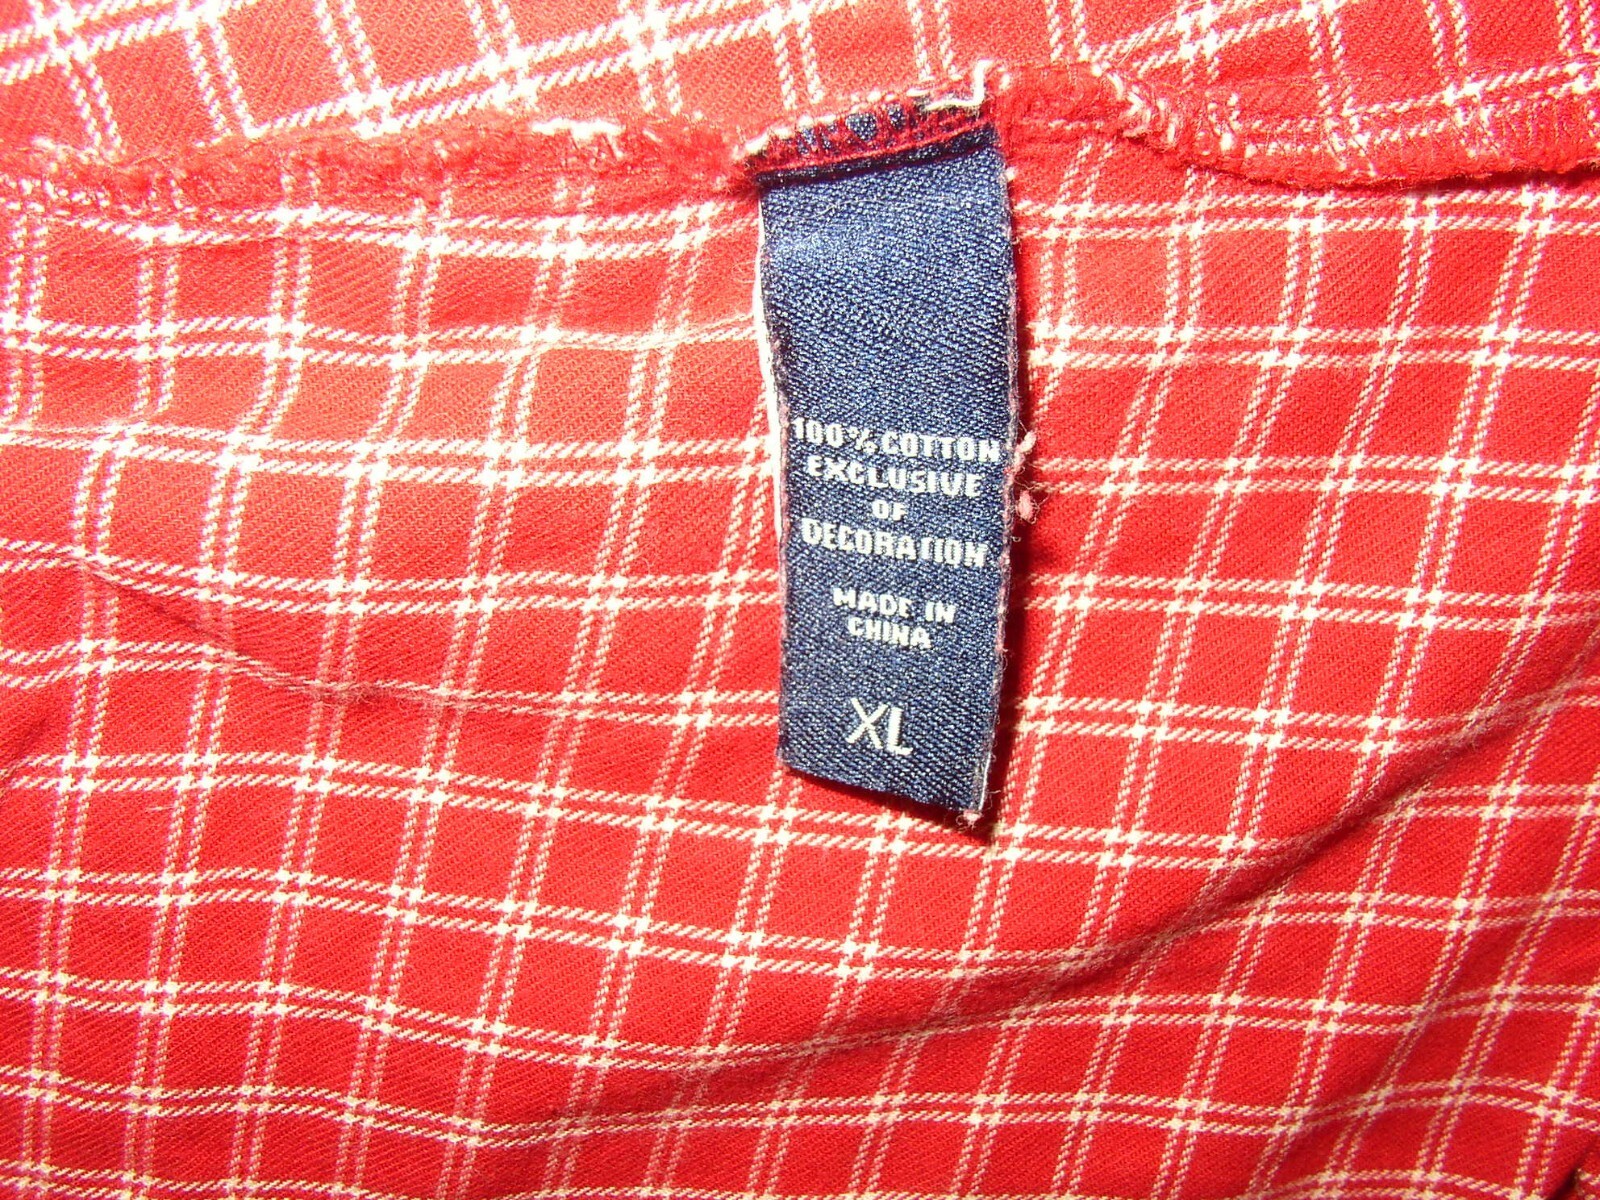 100% COTTON
EXCLUSIVE
OF
DECORATION
MADE IN
CHINA
XL